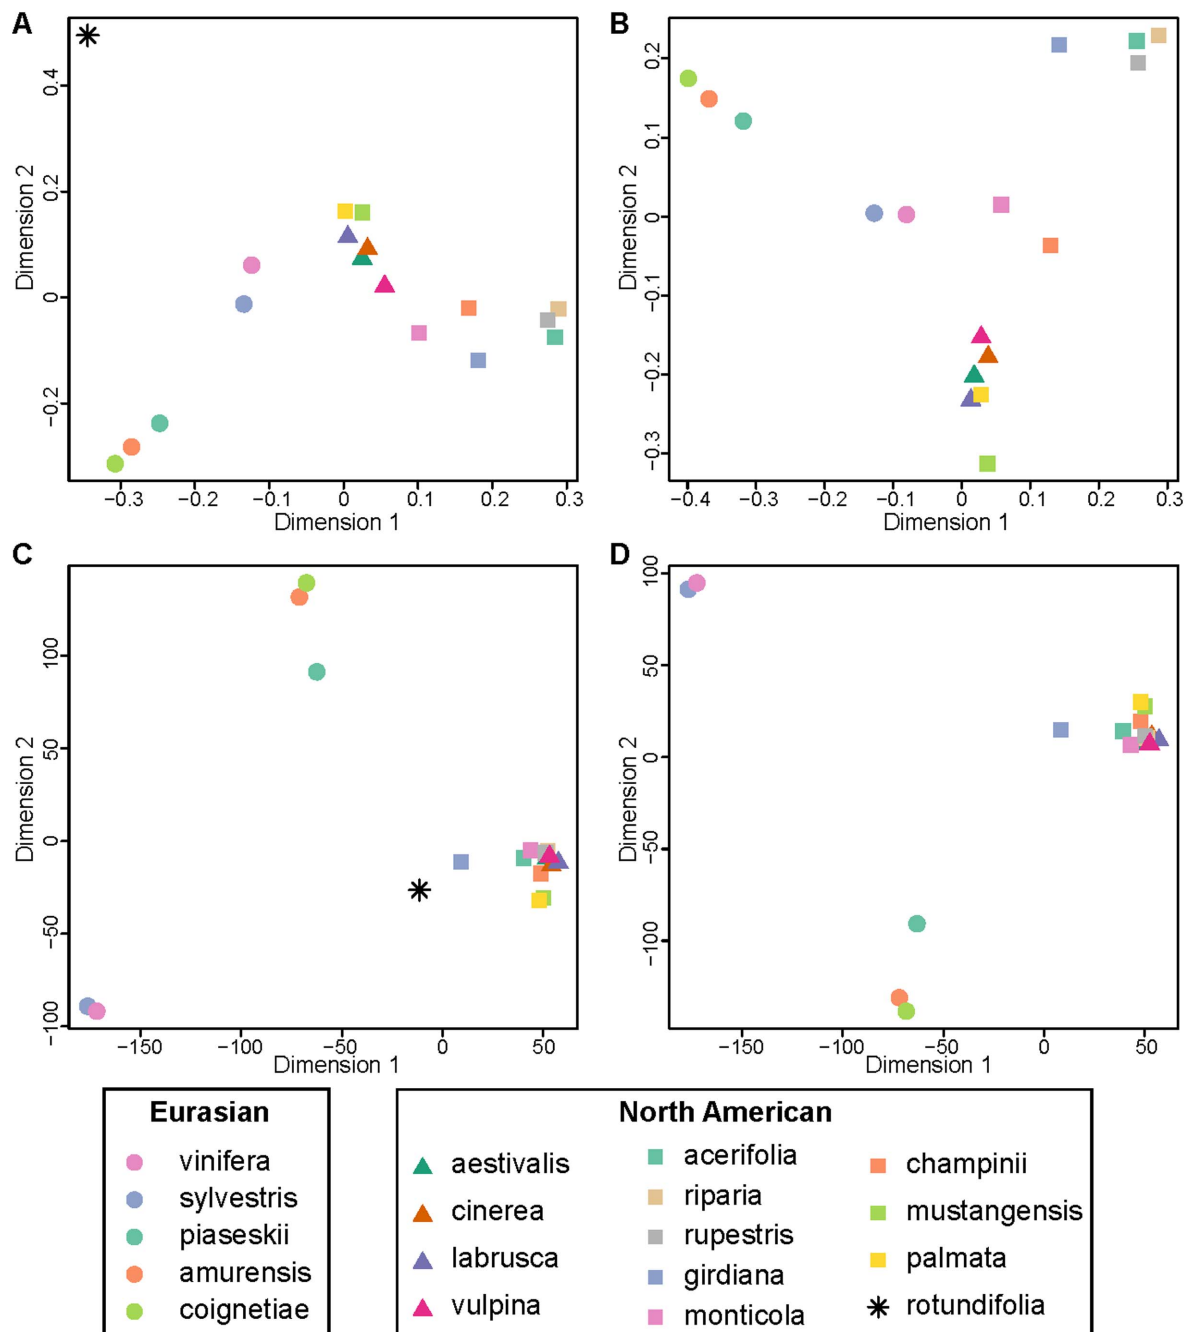 A
0.4
0.2
0
−0.2
Dimension 2
−0.3
−0.2
−0.1
0
0.1
0.2
0.3
Dimension 1
B
0.2
0.1
0
−0.1
−0.2
−0.3
Dimension 2
−0.4
−0.3
−0.2
−0.1
0
0.1
0.2
0.3
Dimension 1
C
100
50
0
−50
−100
Dimension 2
−150
−100
−50
0
50
Dimension 1
D
100
50
0
−50
−100
Dimension 2
−150
−100
−50
0
50
Dimension 1
Eurasian
vinifera
sylvestris
piaseskii
amurensis
coignetiae
North American
aestivalis
cinerea
labrusca
vulpina
acerifolia
riparia
rupestris
girdiana
monticola
champinii
mustangensis
palmata
rotundifolia